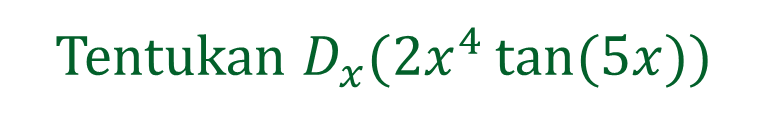 Tentukan Dₓ(2x⁴ tan(5x))